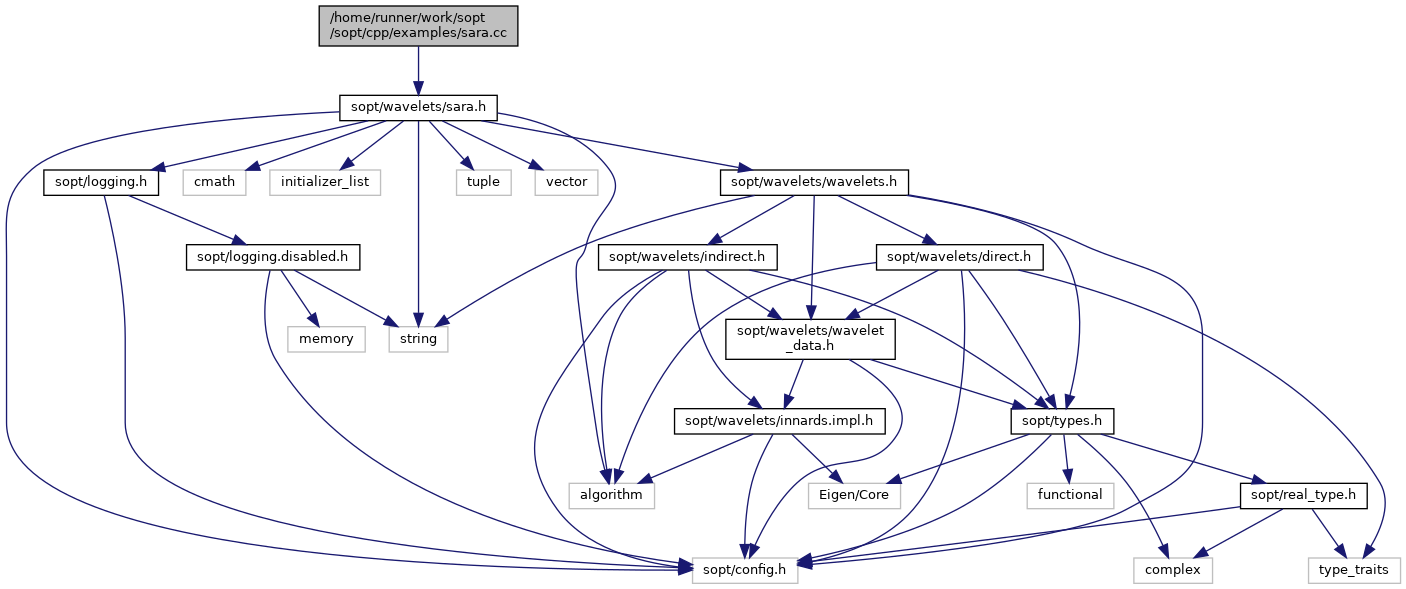 /home/runner/work/sopt
/sopt/cpp/examples/sara.cc
sopt/wavelets/sara.h
sopt/logging.h
cmath
initializer_list
tuple
vector
sopt/wavelets/wavelets.h
sopt/logging.disabled.h
sopt/wavelets/indirect.h
sopt/wavelets/direct.h
memory
string
sopt/wavelets/wavelet
_data.h
sopt/wavelets/innards.impl.h
sopt/types.h
algorithm
Eigen/Core
functional
sopt/real_type.h
sopt/config.h
complex
type_traits